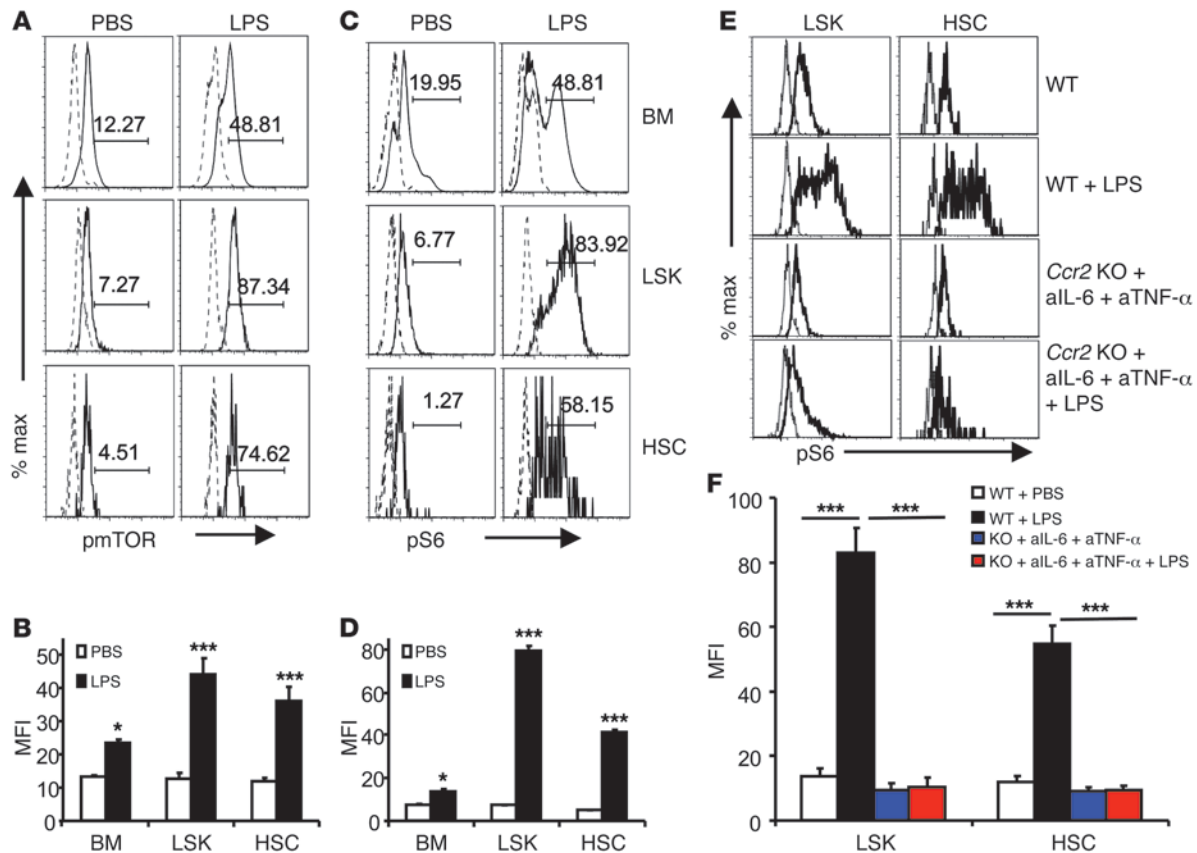 A
PBS
LPS
12.27
48.81
7.27
87.34
4.51
74.62
% max
pmTOR
C
PBS
LPS
19.95
48.81
BM
6.77
83.92
LSK
1.27
58.15
HSC
pS6
E
LSK
HSC
WT
WT + LPS
Ccr2 KO +
aIL-6 + aTNF-α
Ccr2 KO +
aIL-6 + aTNF-α
+ LPS
% max
pS6
B
PBS
LPS
MFI
50
40
30
20
10
0
*
***
***
BM
LSK
HSC
D
PBS
LPS
MFI
80
60
40
20
0
*
***
***
BM
LSK
HSC
F
WT + PBS
WT + LPS
KO + aIL-6 + aTNF-α
KO + aIL-6 + aTNF-α + LPS
MFI
100
80
60
40
20
0
***
***
***
***
LSK
HSC